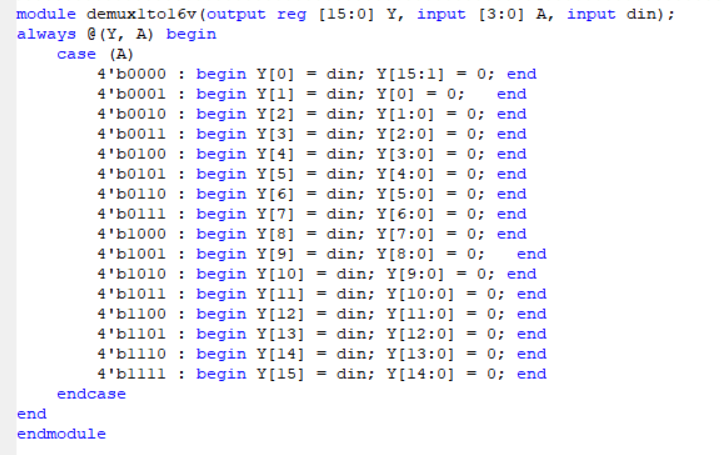 module demux1to16v(output reg [15:0] Y, input [3:0] A, input din);
always @(Y, A) begin
case (A)
4'b0000 : begin Y[0] = din; Y[15:1] = 0; end
4'b0001 : begin Y[1] = din; Y[0] = 0; end
4'b0010 : begin Y[2] = din; Y[1:0] = 0; end
4'b0011 : begin Y[3] = din; Y[2:0] = 0; end
4'b0100 : begin Y[4] = din; Y[3:0] = 0; end
4'b0101 : begin Y[5] = din; Y[4:0] = 0; end
4'b0110 : begin Y[6] = din; Y[5:0] = 0; end
4'b0111 : begin Y[7] = din; Y[6:0] = 0; end
4'b1000 : begin Y[8] = din; Y[7:0] = 0; end
4'b1001 : begin Y[9] = din; Y[8:0] = 0; end
4'b1010 : begin Y[10] = din; Y[9:0] = 0; end
4'b1011 : begin Y[11] = din; Y[10:0] = 0; end
4'b1100 : begin Y[12] = din; Y[11:0] = 0; end
4'b1101 : begin Y[13] = din; Y[12:0] = 0; end
4'b1110 : begin Y[14] = din; Y[13:0] = 0; end
4'b1111 : begin Y[15] = din; Y[14:0] = 0; end
endcase
end
endmodule